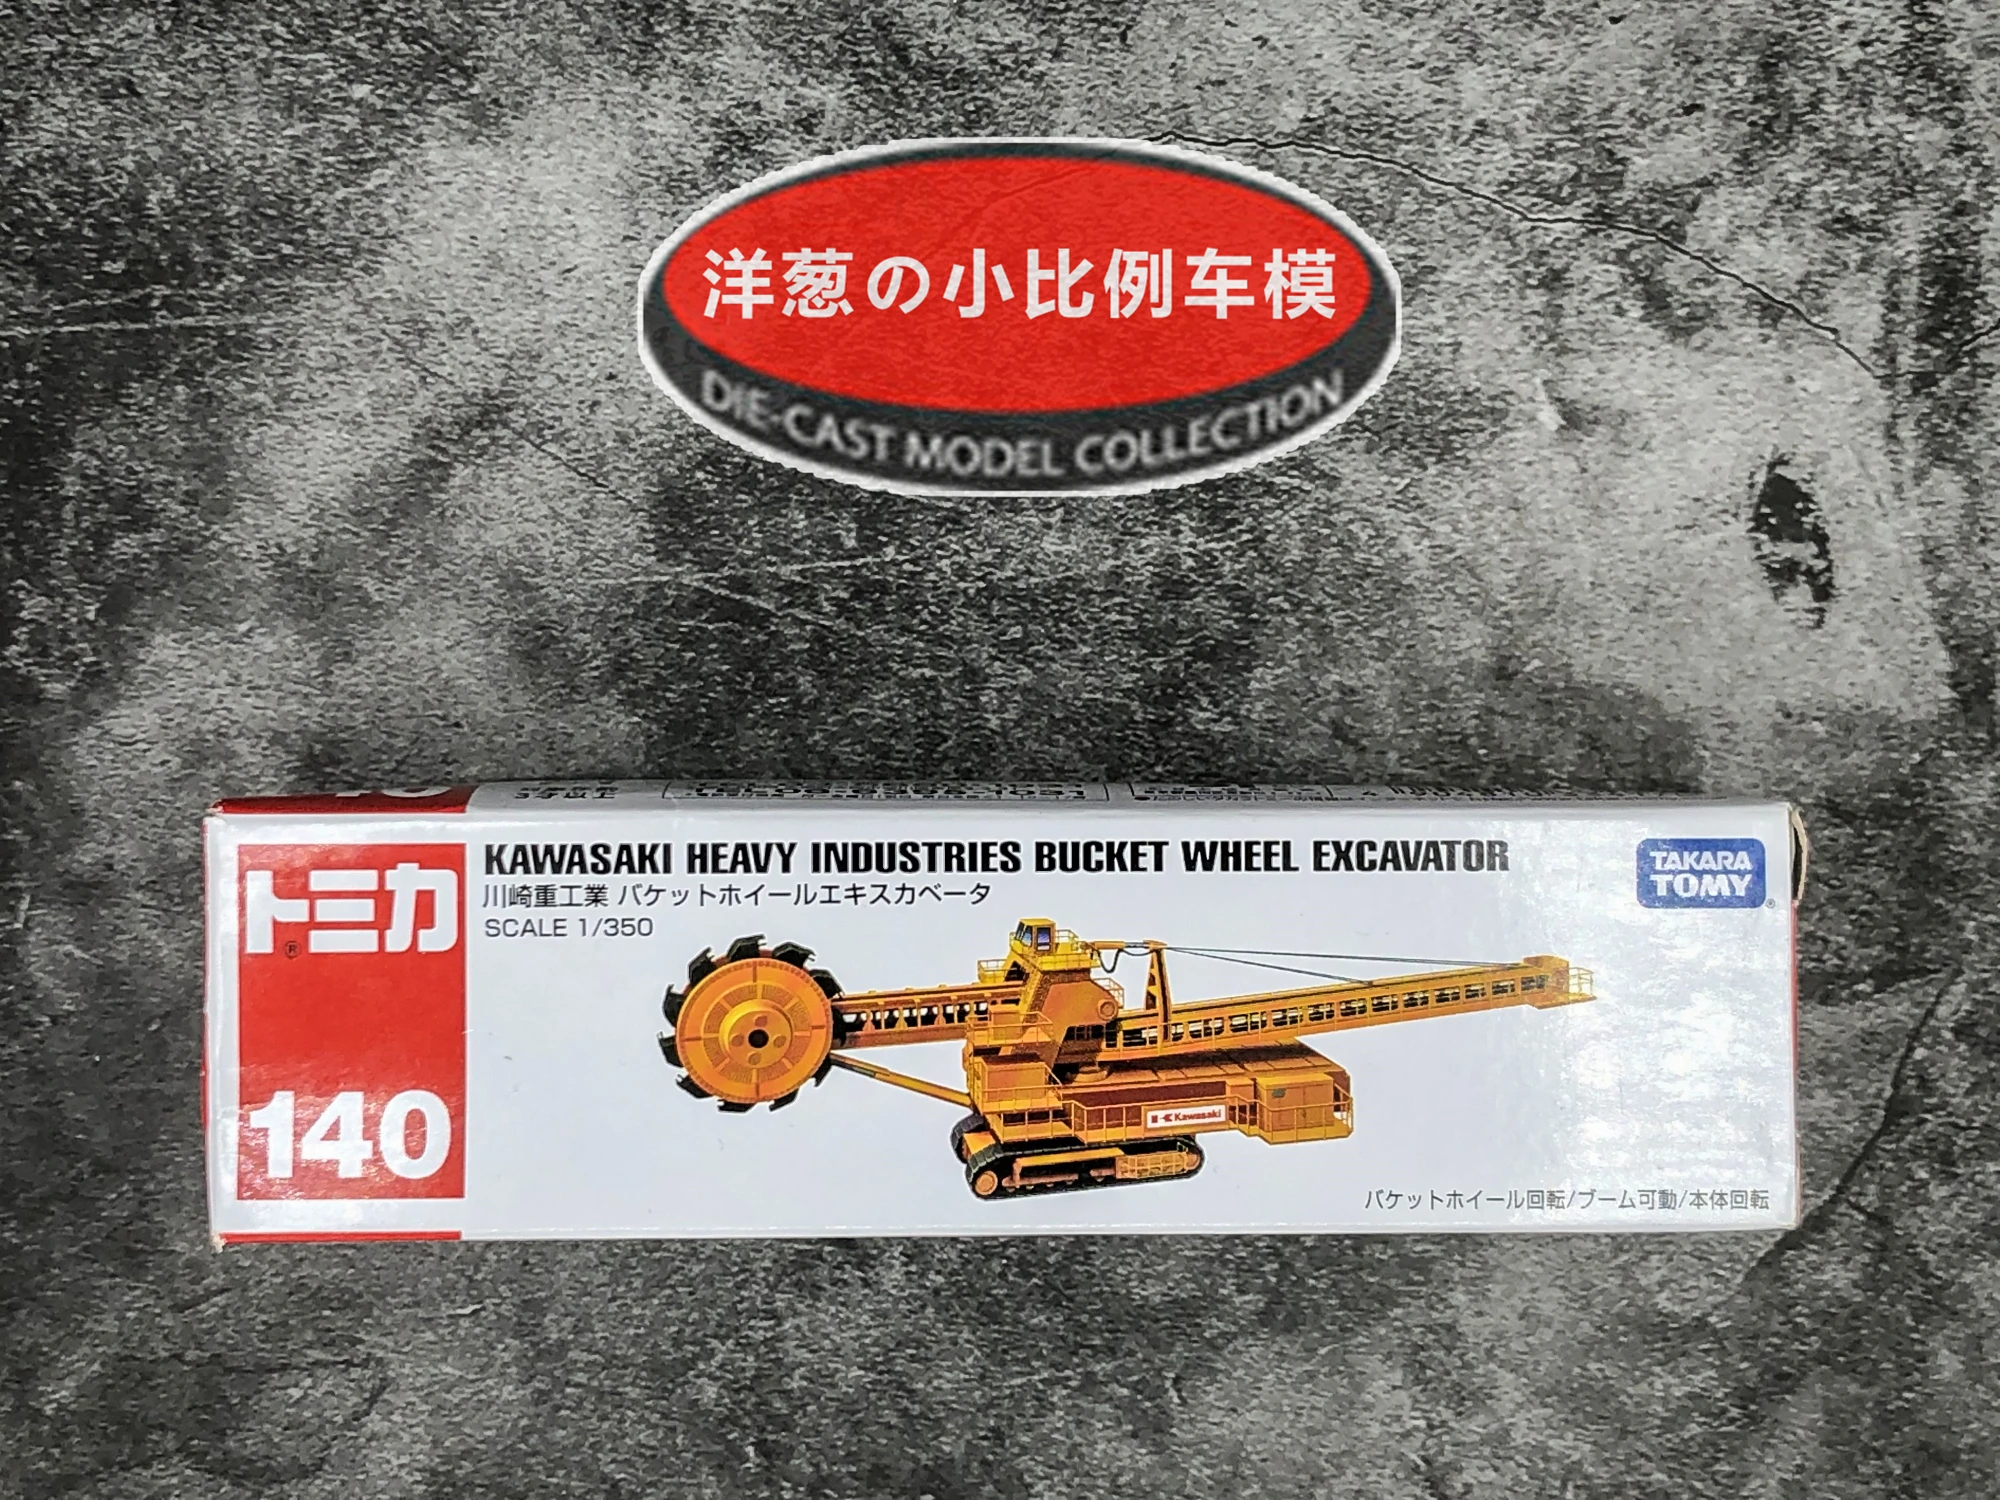 洋葱の小比例车模
DIE-CAST MODEL COLLECTION
トミカ
®
140
KAWASAKI HEAVY INDUSTRIES BUCKET WHEEL EXCAVATOR
川崎重工業 バケットホイールエキスカベータ
SCALE 1/350
TAKARA
TOMY®
Kawasaki
バケットホイール回転/ブーム可動/本体回転